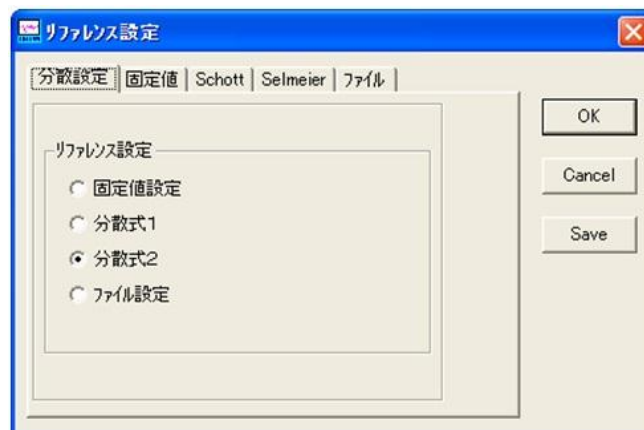 リファレンス設定
分散設定 固定値 Schott Selmeier ファイル
リファレンス設定
固定値設定
分散式1
分散式2
ファイル設定
OK
Cancel
Save